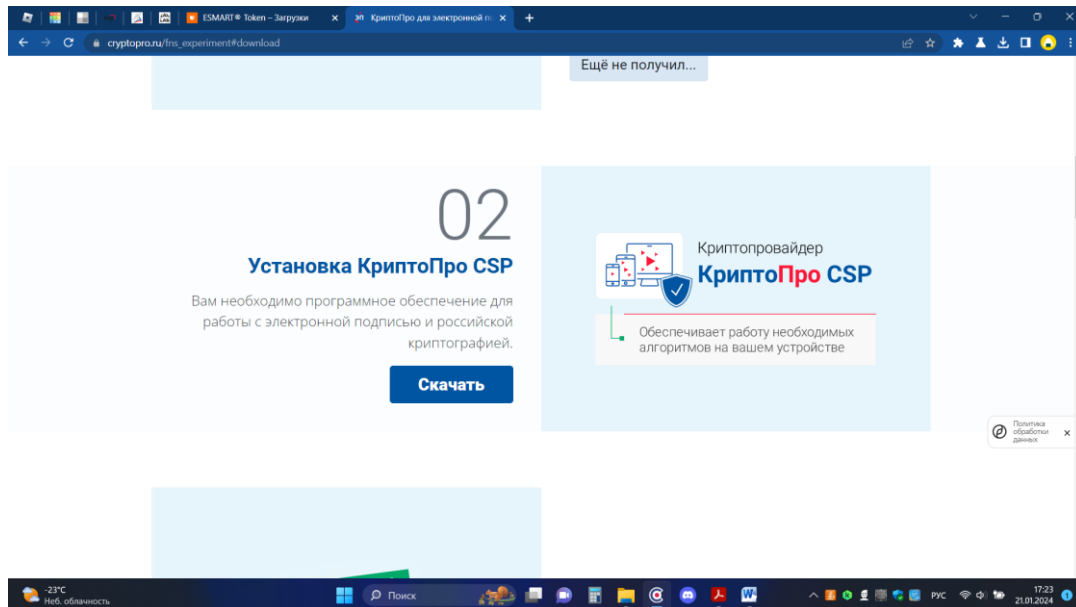 ESMART® Token – Загрузки
КриптоПро для электронной п
cryptopro.ru/fns_experiment#download
Ещё не получил...
02
Установка КриптоПро CSP
Вам необходимо программное обеспечение для
работы с электронной подписью и российской
криптографией.
Скачать
Криптопровайдер
КриптоПро CSP
Обеспечивает работу необходимых
алгоритмов на вашем устройстве
Политика
обработки
данных
-23°C
Неб. облачность
Поиск
РУС
17:23
21.01.2024